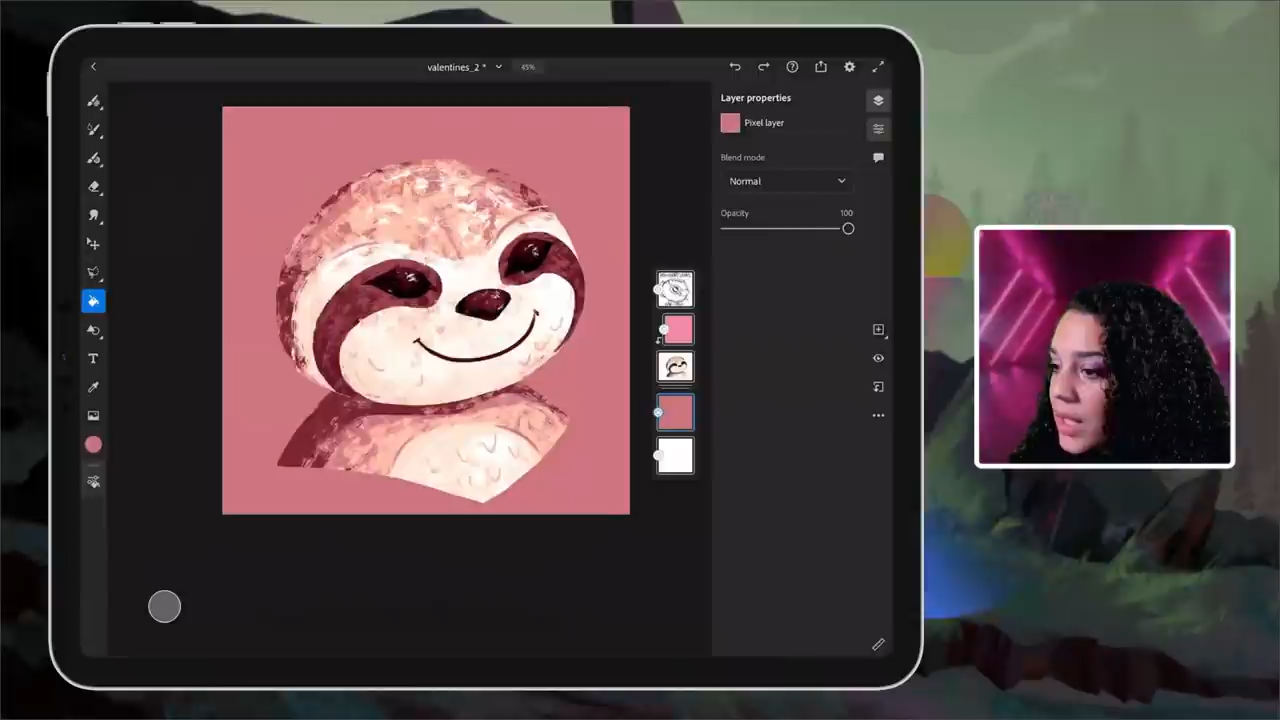 valentines_2 *
45%
Layer properties
Pixel layer
Blend mode
Normal
Opacity
100
T